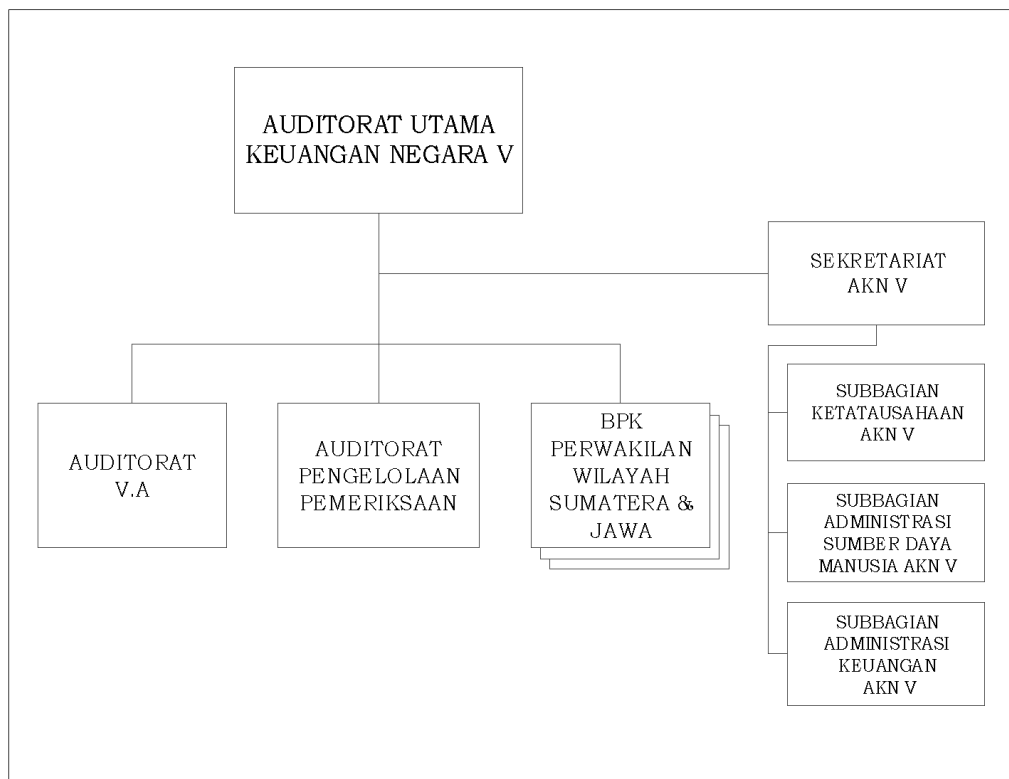 AUDITORAT UTAMA
KEUANGAN NEGARA V
SEKRETARIAT
AKN V
AUDITORAT
V.A
AUDITORAT
PENGELOLAAN
PEMERIKSAAN
BPK
PERWAKILAN
WILAYAH
SUMATERA &
JAWA
SUBBAGIAN
KETATAUSAHAAN
AKN V
SUBBAGIAN
ADMINISTRASI
SUMBER DAYA
MANUSIA AKN V
SUBBAGIAN
ADMINISTRASI
KEUANGAN
AKN V